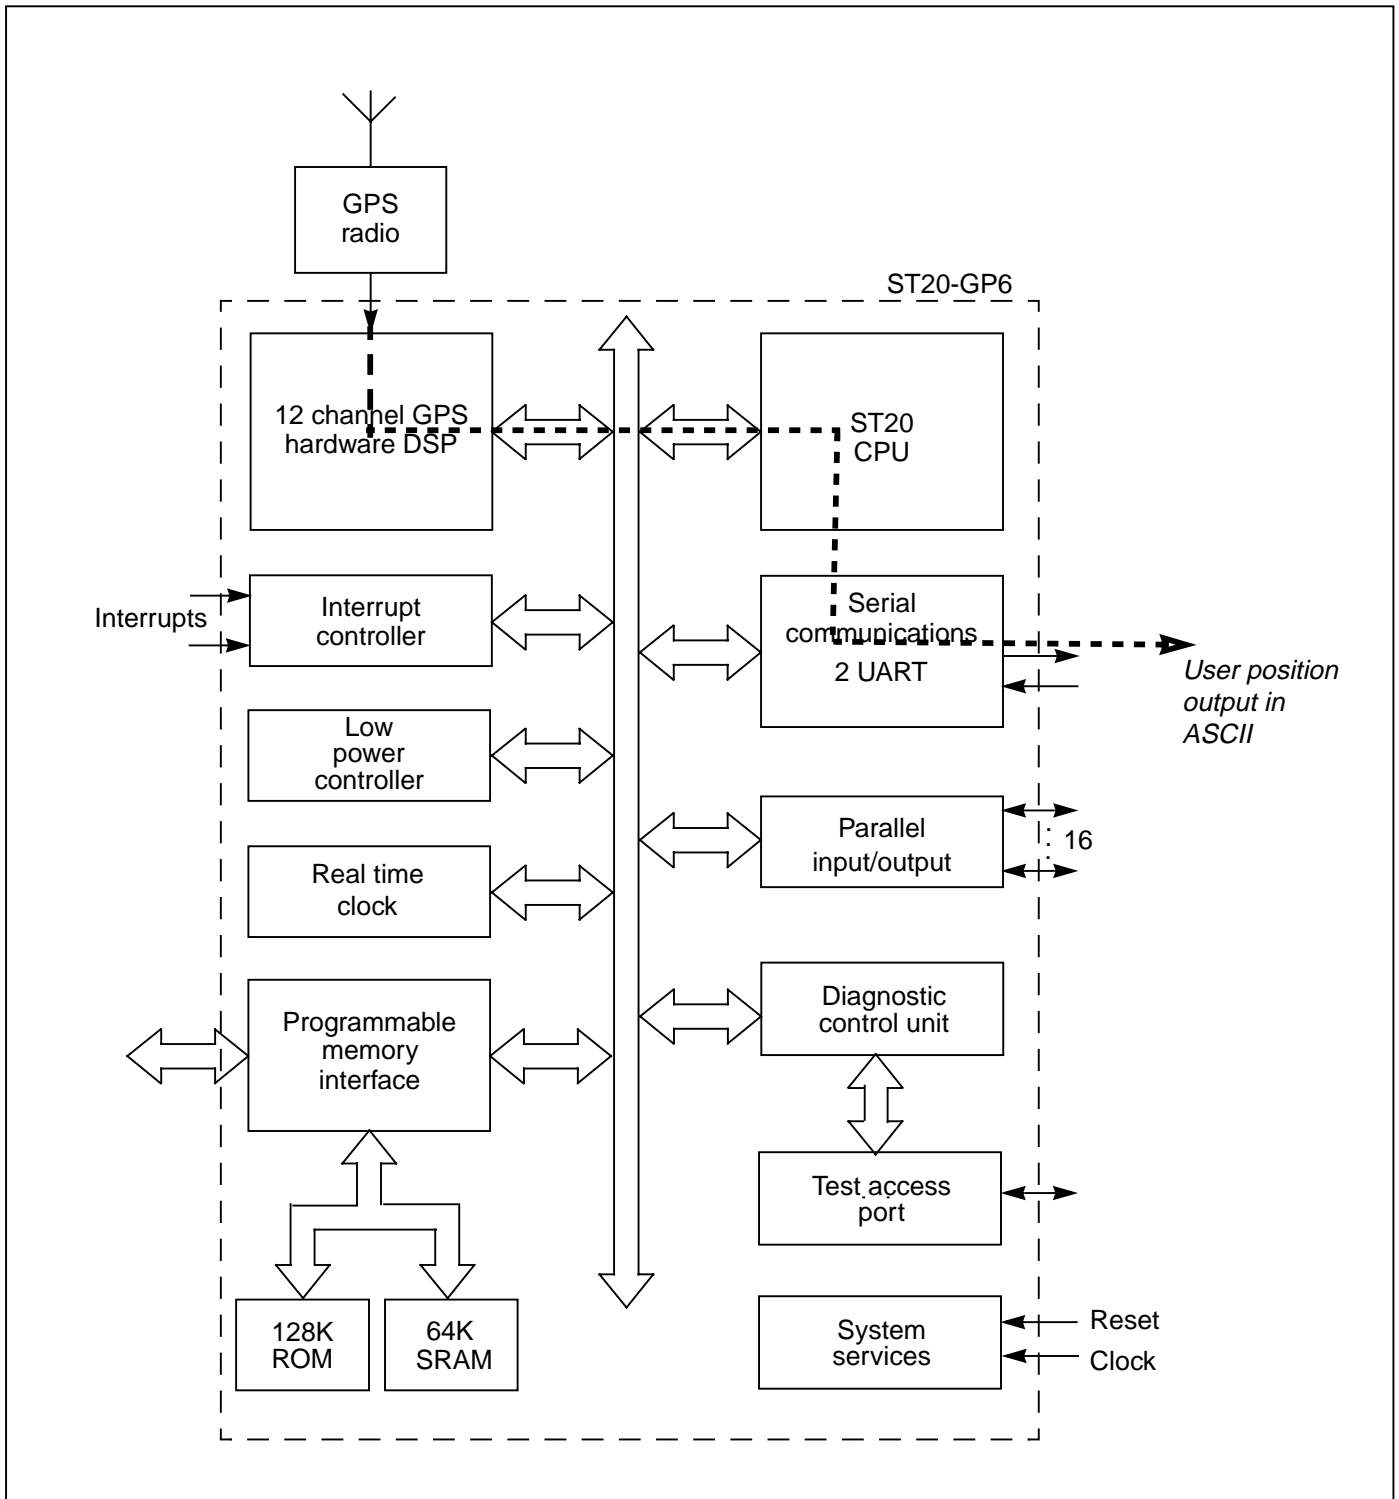 GPS
radio
ST20-GP6
12 channel GPS
hardware DSP
ST20
CPU
Interrupts
Interrupt
controller
Serial
communications
2 UART
User position
output in
ASCII
Low
power
controller
Parallel
input/output
16
Real time
clock
Programmable
memory
interface
Diagnostic
control unit
Test access
port
128K
ROM
64K
SRAM
System
services
Reset
Clock